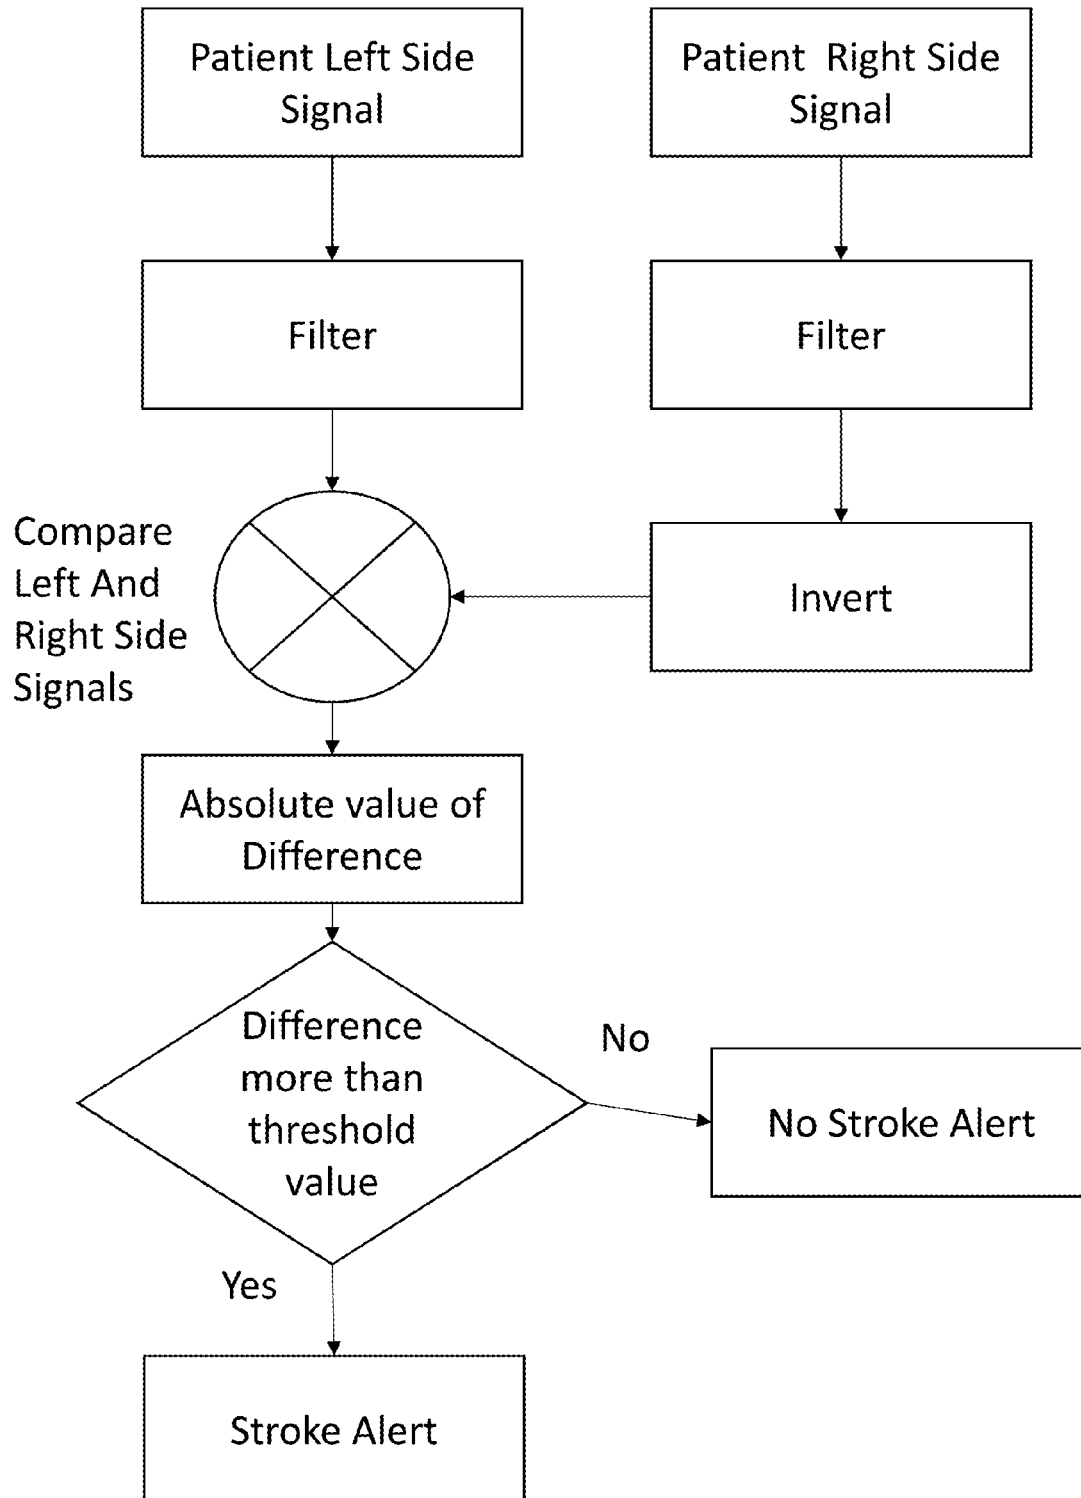 Patient Left Side
Signal
Patient Right Side
Signal
Filter
Filter
Compare
Left And
Right Side
Signals
Invert
Absolute value of
Difference
Difference
more than
threshold
value
No
No Stroke Alert
Yes
Stroke Alert